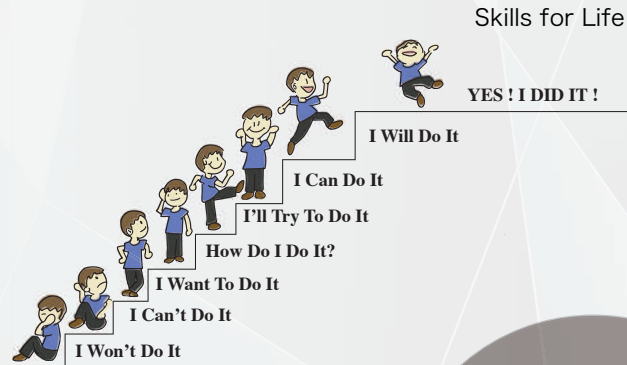 Skills for Life
YES ! I DID IT !
I Will Do It
I Can Do It
I'll Try To Do It
How Do I Do It?
I Want To Do It
I Can't Do It
I Won't Do It